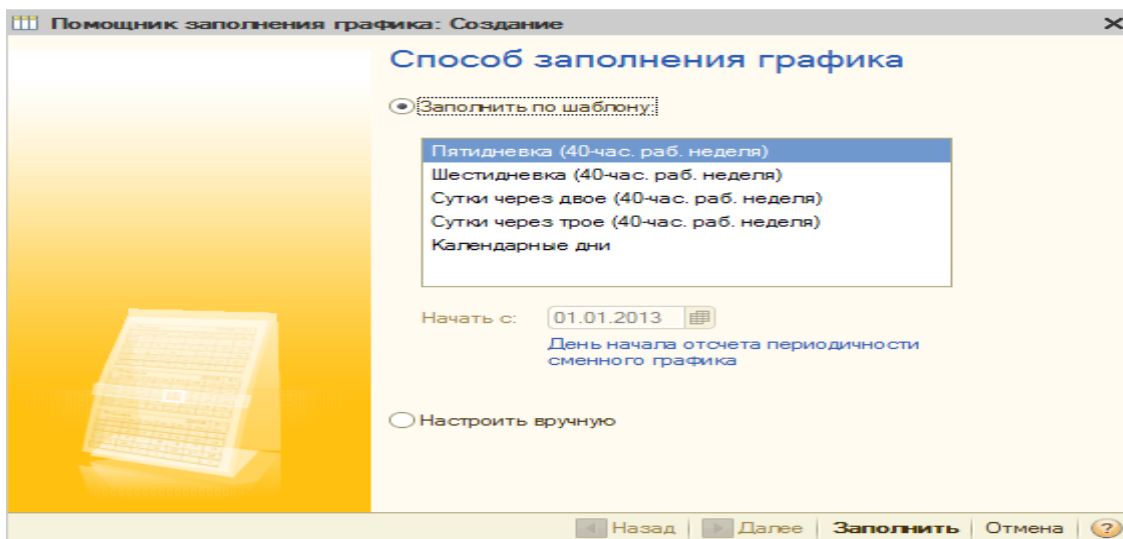 Помощник заполнения графика: Создание
Способ заполнения графика
Заполнить по шаблону:
Пятидневка (40-час. раб. неделя)
Шестидневка (40-час. раб. неделя)
Сутки через двое (40-час. раб. неделя)
Сутки через трое (40-час. раб. неделя)
Календарные дни
Начать с: 01.01.2013
День начала отсчета периодичности
сменного графика
Настроить вручную
Назад Далее Заполнить Отмена ?